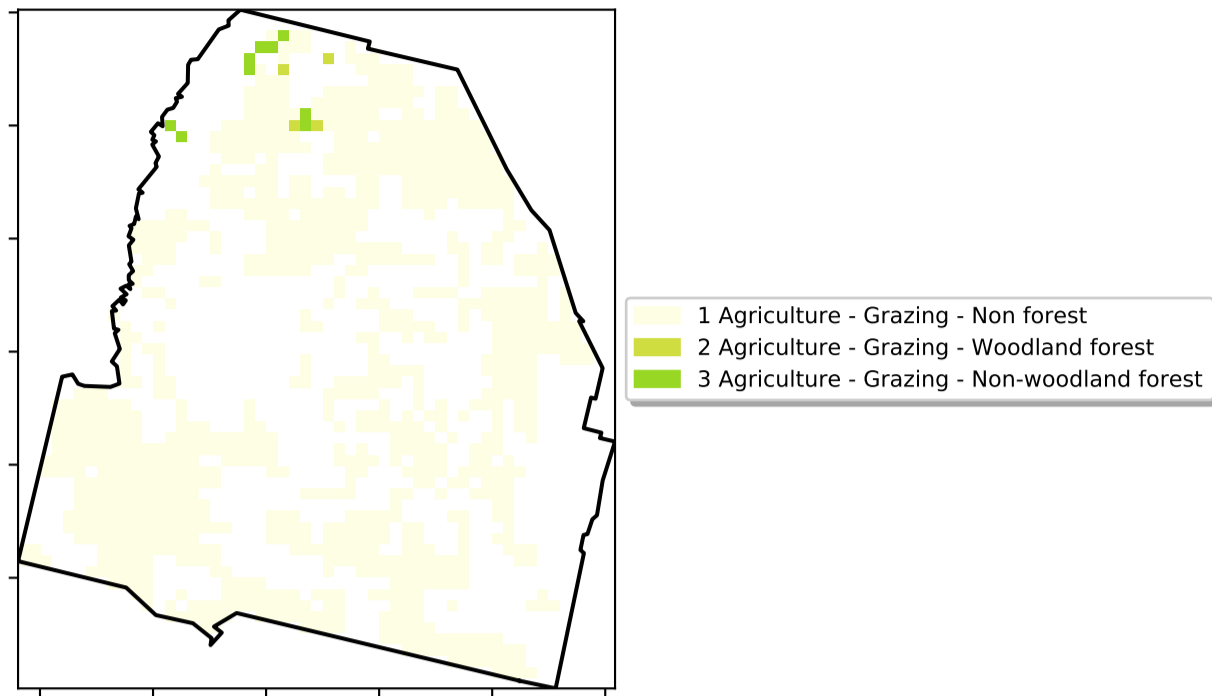 1 Agriculture - Grazing - Non forest
2 Agriculture - Grazing - Woodland forest
3 Agriculture - Grazing - Non-woodland forest